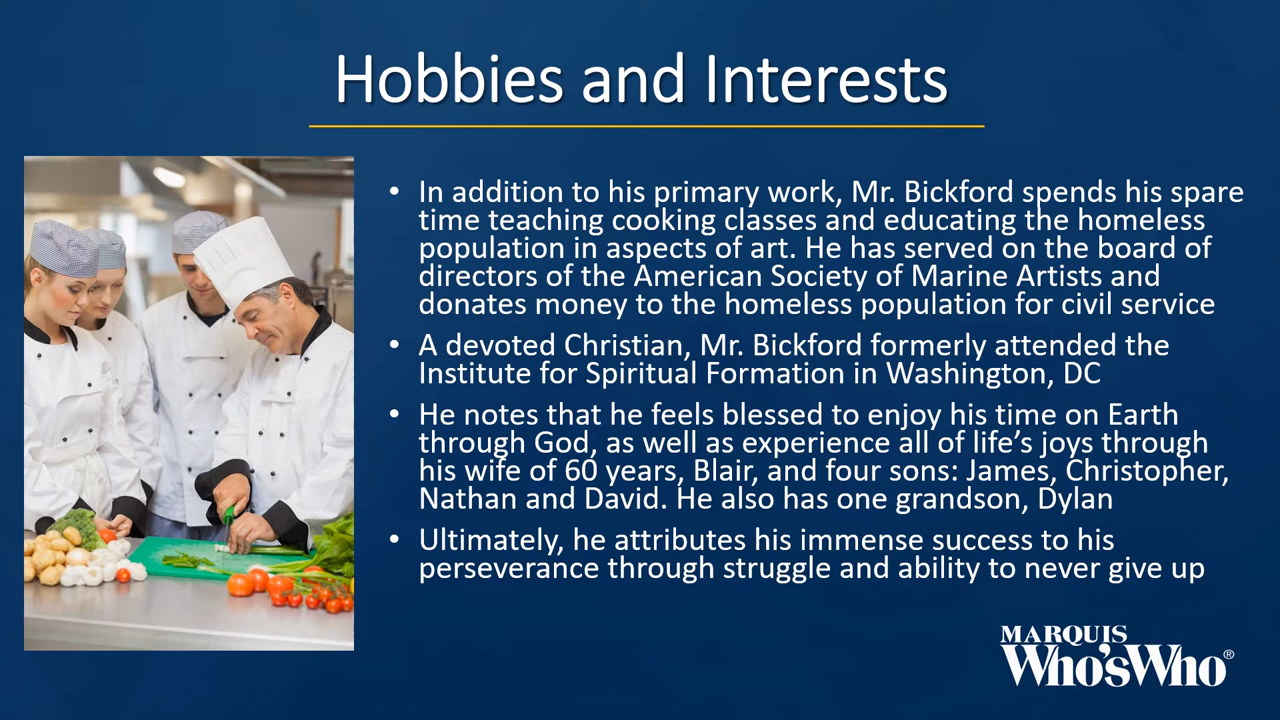 Hobbies and Interests
• In addition to his primary work, Mr. Bickford spends his spare
time teaching cooking classes and educating the homeless
population in aspects of art. He has served on the board of
directors of the American Society of Marine Artists and
donates money to the homeless population for civil service
• A devoted Christian, Mr. Bickford formerly attended the
Institute for Spiritual Formation in Washington, DC
• He notes that he feels blessed to enjoy his time on Earth
through God, as well as experience all of life’s joys through
his wife of 60 years, Blair, and four sons: James, Christopher,
Nathan and David. He also has one grandson, Dylan
• Ultimately, he attributes his immense success to his
perseverance through struggle and ability to never give up
MARQUIS
Who'sWho®